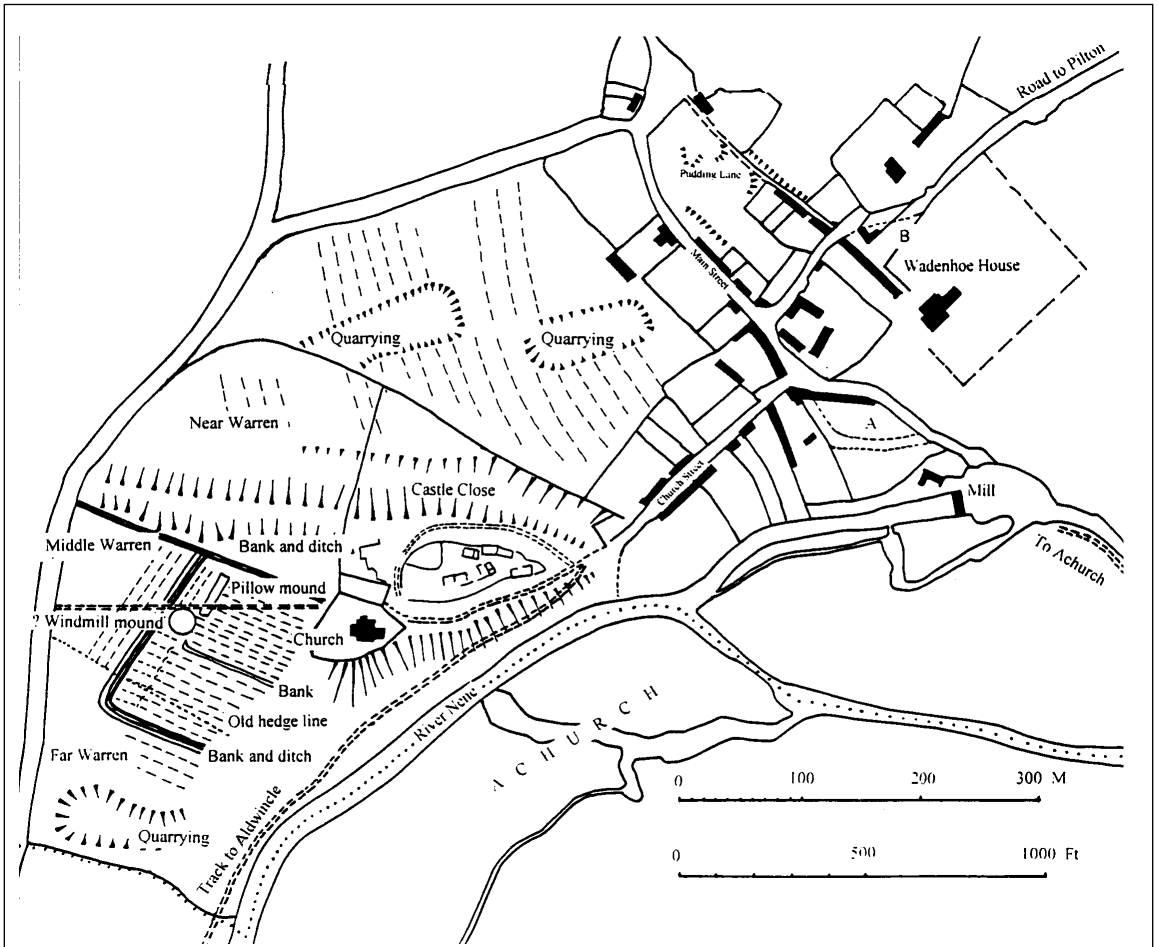 Road to Pilton
Pudding Lane
B
Main Street
Wadenhoe House
Quarrying
Quarrying
Near Warren
A
Castle Close
Church Street
Mill
Middle Warren
Bank and ditch
To Achurch
B
Pillow mound
? Windmill mound
Church
Bank
River Nene
ACHURCH
Old hedge line
Far Warren
Bank and ditch
0 100 200 300 M
Track to Aldwincle
Quarrying
0 500 1000 Ft